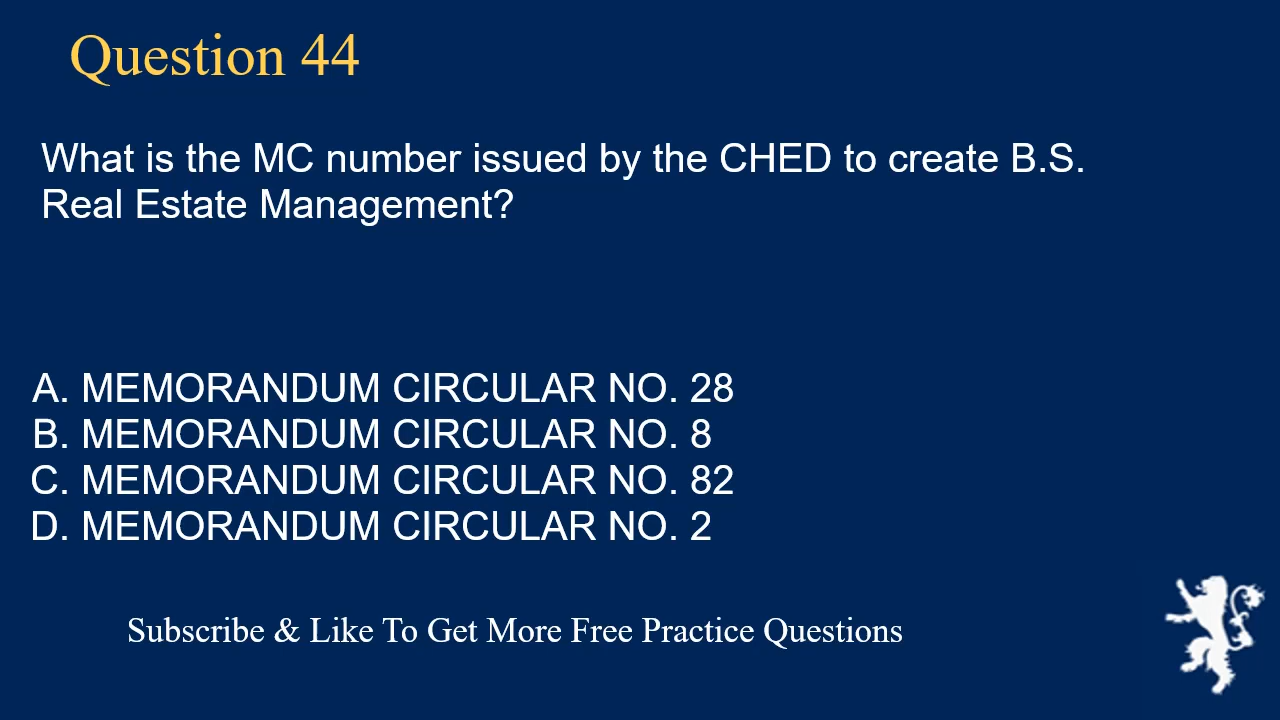 Question 44
What is the MC number issued by the CHED to create B.S.
Real Estate Management?
A. MEMORANDUM CIRCULAR NO. 28
B. MEMORANDUM CIRCULAR NO. 8
C. MEMORANDUM CIRCULAR NO. 82
D. MEMORANDUM CIRCULAR NO. 2
Subscribe & Like To Get More Free Practice Questions